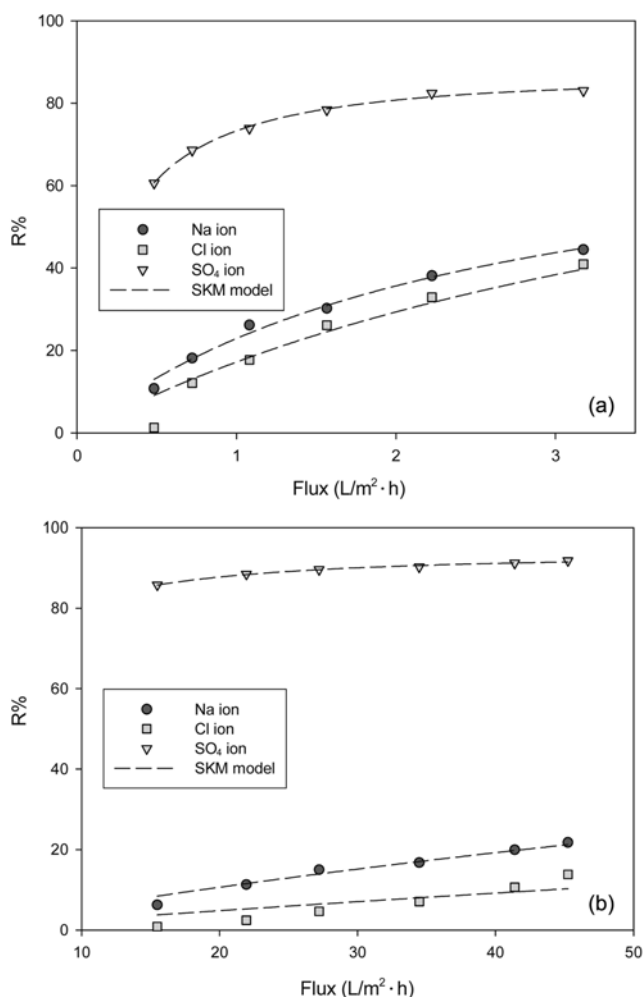 100
80
60
40
20
0
R%
Na ion
Cl ion
SO₄ ion
SKM model
(a)
0 1 2 3
Flux (L/m²·h)
100
80
60
40
20
0
R%
Na ion
Cl ion
SO₄ ion
SKM model
(b)
10 20 30 40 50
Flux (L/m²·h)